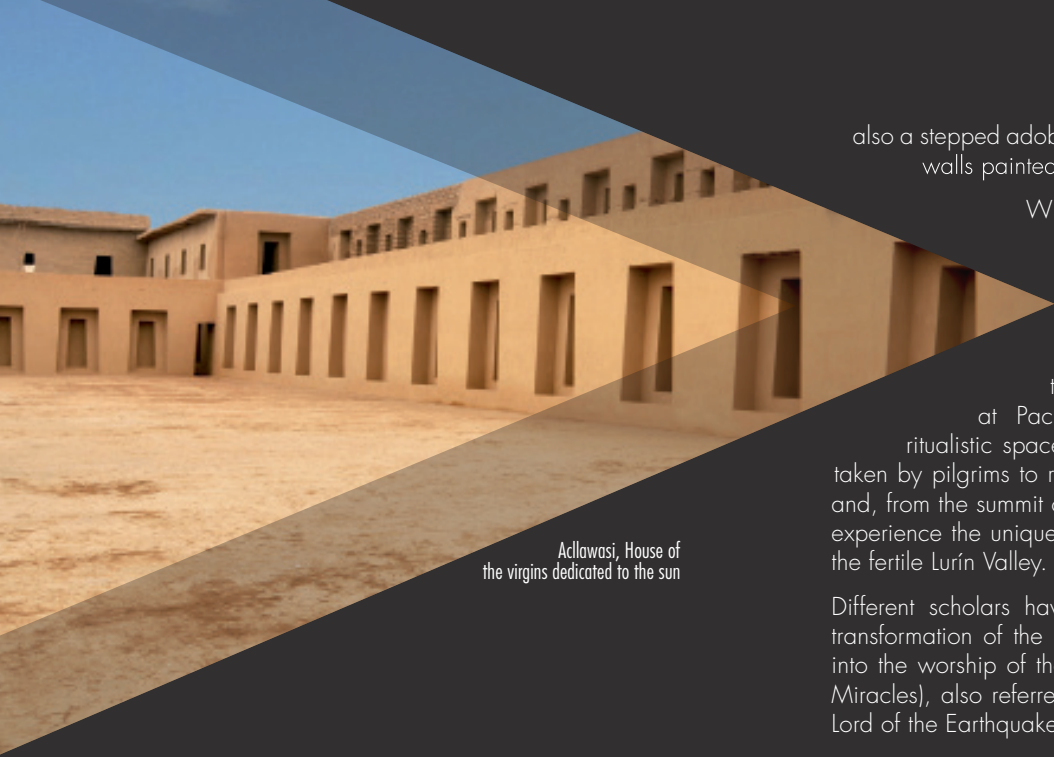 also a stepped adob
walls painted
W
t
at Pac
ritualistic space
taken by pilgrims to r
and, from the summit
experience the unique
the fertile Lurín Valley.
Different scholars hav
transformation of the
into the worship of th
Miracles), also referre
Lord of the Earthquake
Acllawasi, House of
the virgins dedicated to the sun